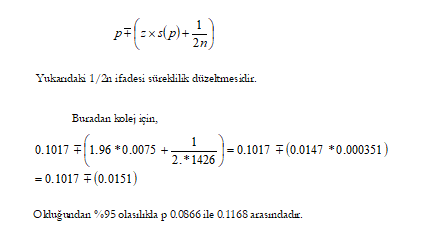 p∓(z×s(p)+1/2n)
Yukarıdaki 1/2n ifadesi süreklilik düzeltmesidir.
Buradan kolej için,
0.1017 ∓(1.96 *0.0075 + 1/2.*1426) = 0.1017 ∓(0.0147 *0.000351)
= 0.1017 ∓(0.0151)
Olduğundan %95 olasılıkla p 0.0866 ile 0.1168 arasındadır.